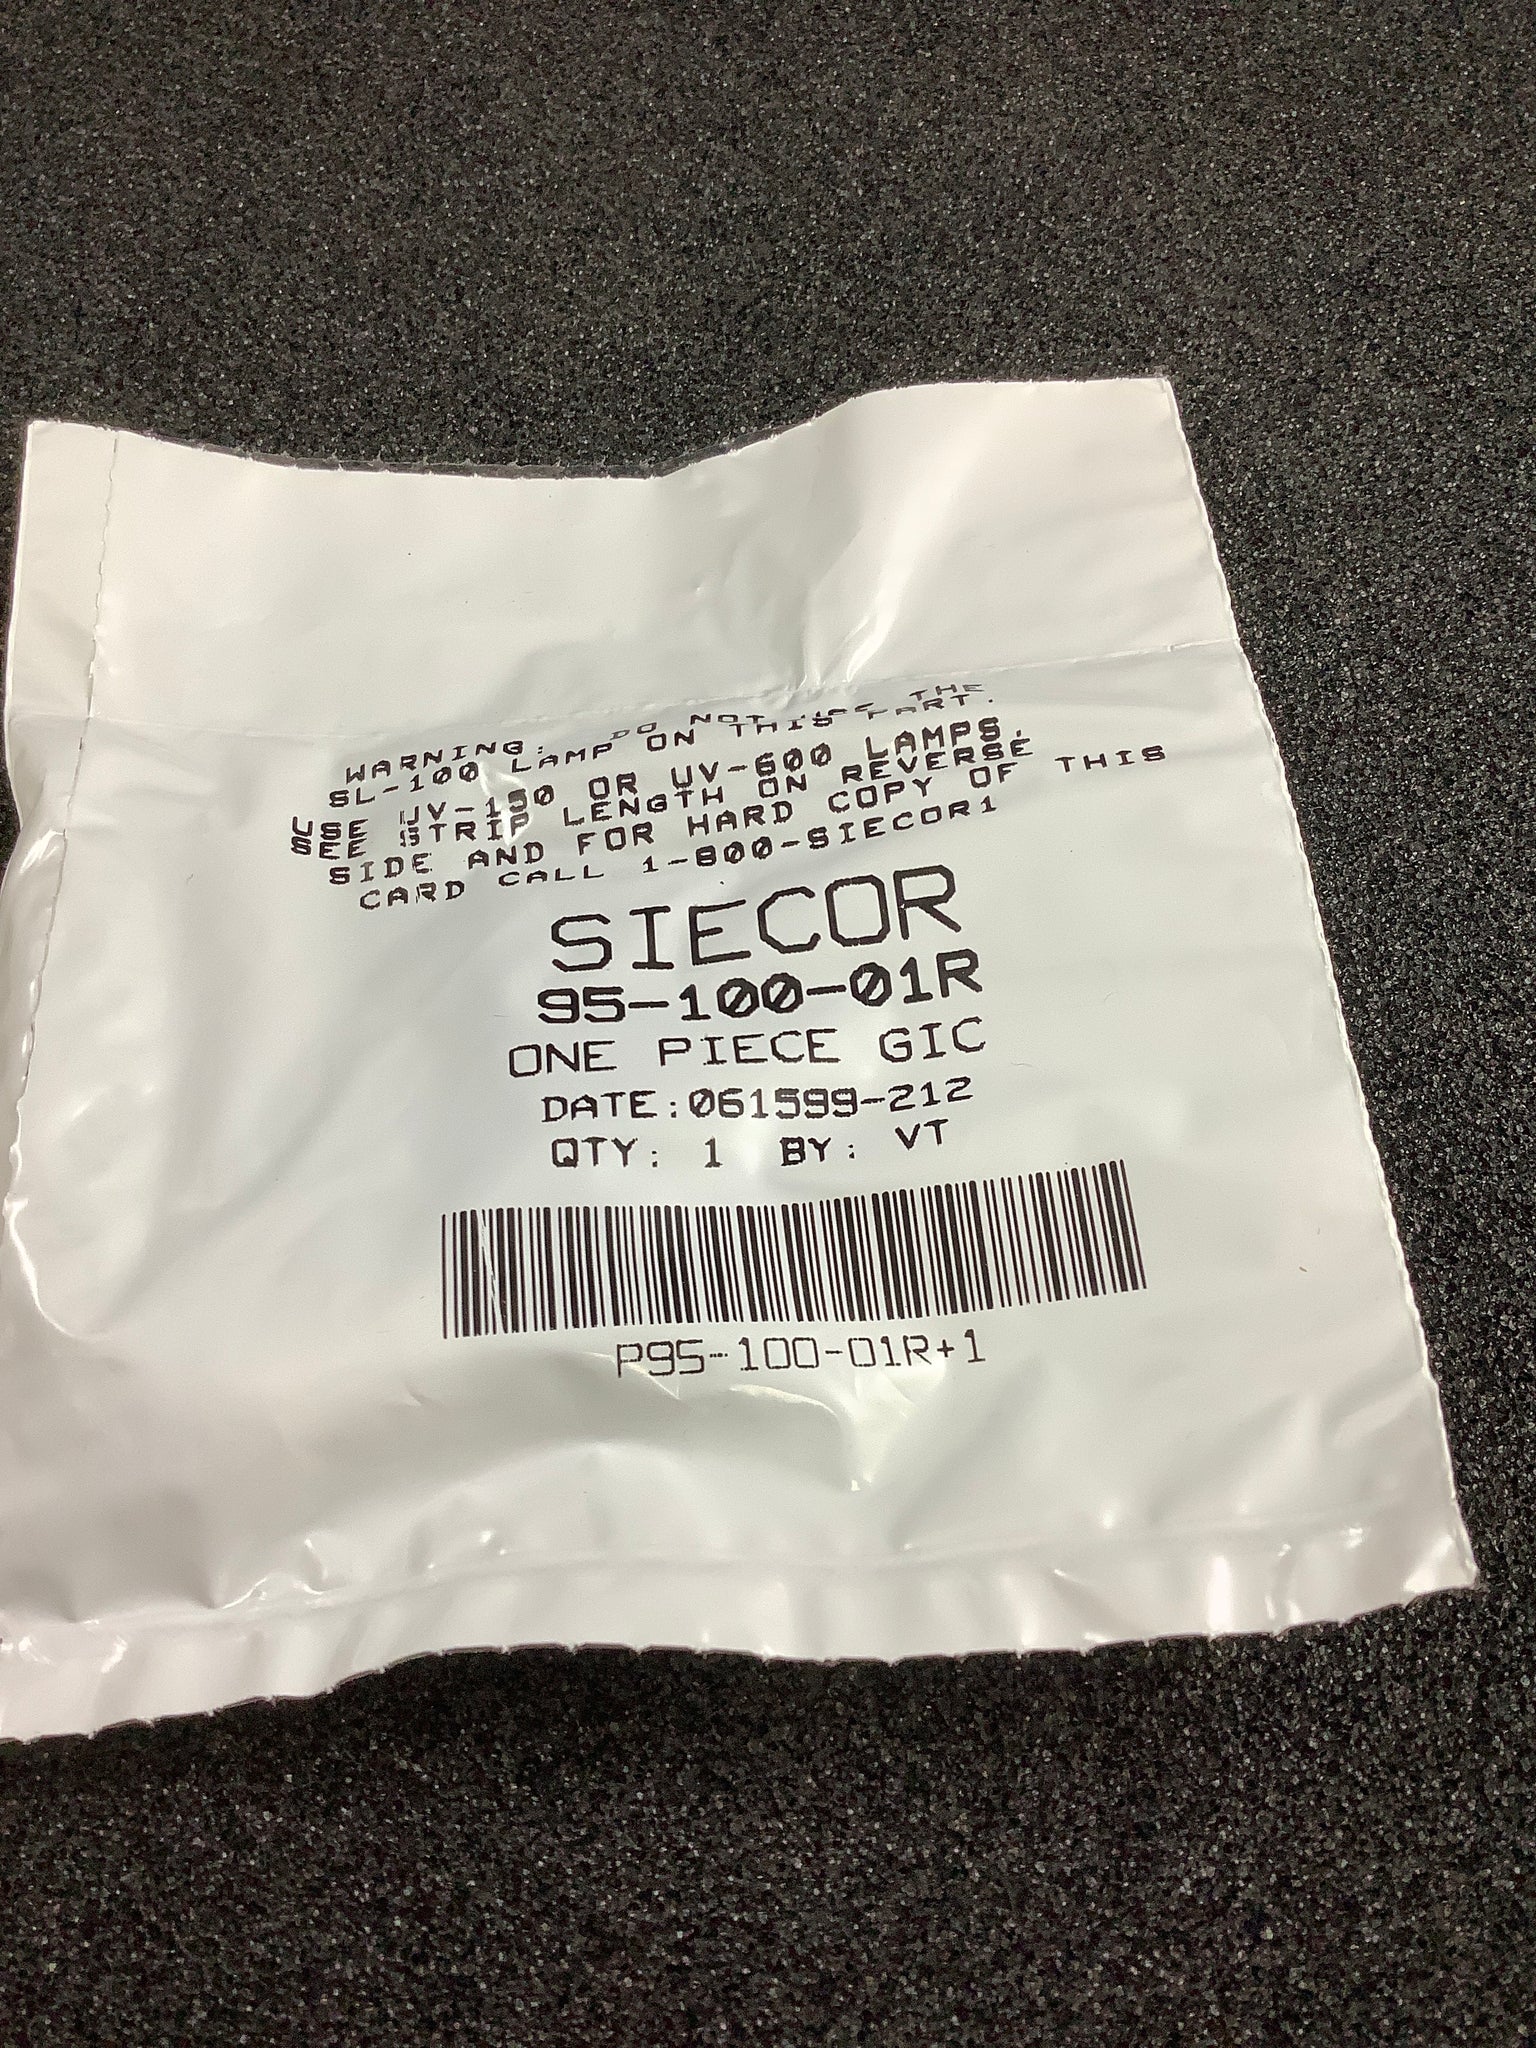 WARNING: DO NOT USE THE
SL-100 LAMP ON THIS PART.
USE UV-150 OR UV-600 LAMPS.
SEE STRIP LENGTH ON REVERSE
SIDE AND FOR HARD COPY OF THIS
CARD CALL 1-800-SIECOR1
SIECOR
95-100-01R
ONE PIECE GIC
DATE:061599-212
QTY: 1 BY: VT
P95-100-01R+1